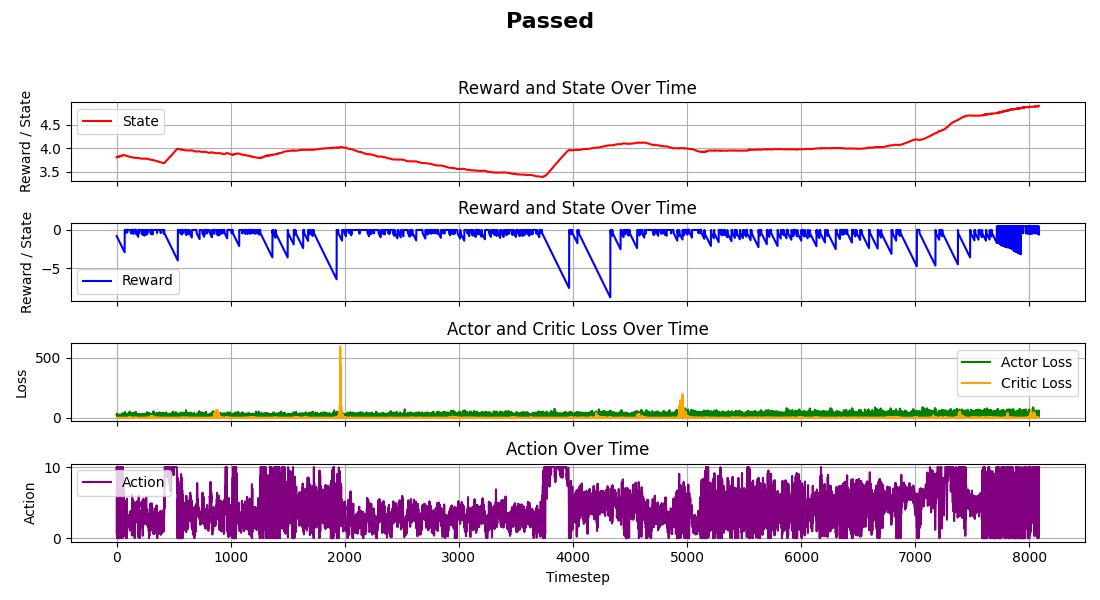 Passed
Reward and State Over Time
Reward / State
4.5
4.0
3.5
State
Reward and State Over Time
Reward / State
0
−5
Reward
Actor and Critic Loss Over Time
Loss
500
0
Actor Loss
Critic Loss
Action Over Time
Action
10
0
Action
0 1000 2000 3000 4000 5000 6000 7000 8000
Timestep